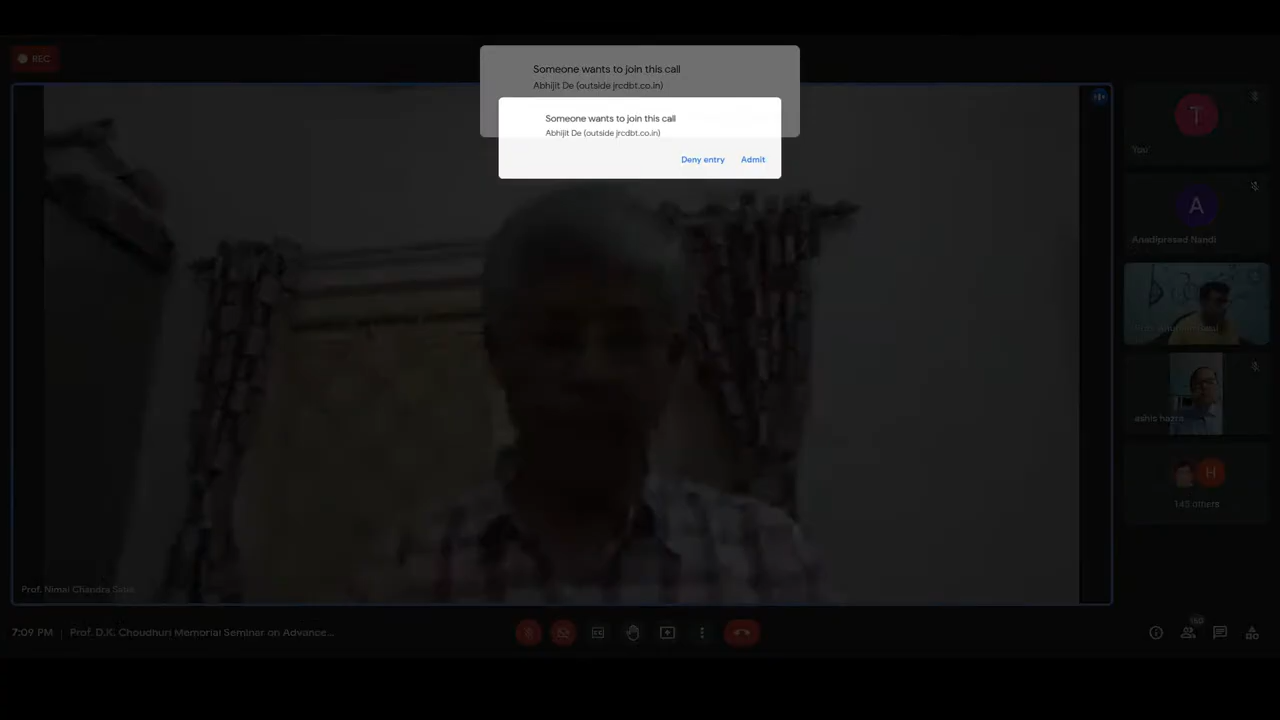 REC
Someone wants to join this call
Abhijit De (outside jrcdbt.co.in)
Someone wants to join this call
Abhijit De (outside jrcdbt.co.in)
Deny entry
Admit
T
You
A
Anadiprasad Nandi
ashis hazra
H
145 others
Prof. Nimai Chandra Saha
7:09 PM | Prof. D.K. Choudhuri Memorial Seminar on Advance...
150